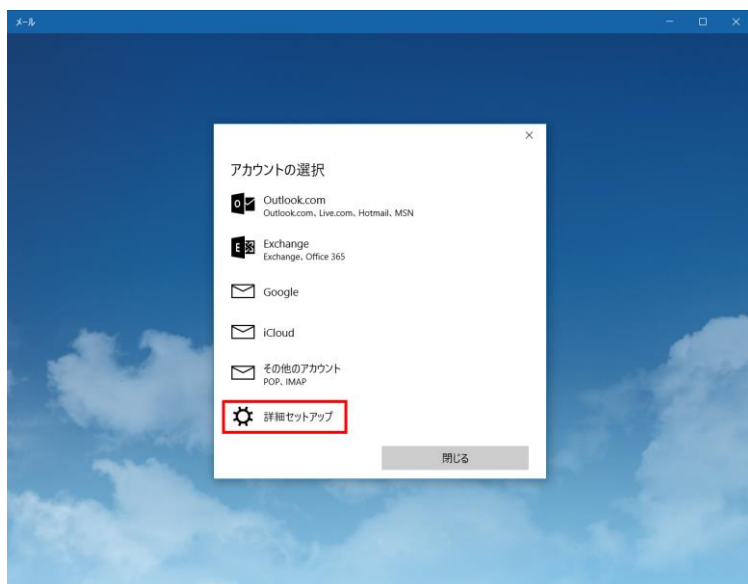 メール
アカウントの選択
Outlook.com
Outlook.com、Live.com、Hotmail、MSN
Exchange
Exchange、Office 365
Google
iCloud
その他のアカウント
POP、IMAP
詳細セットアップ
閉じる